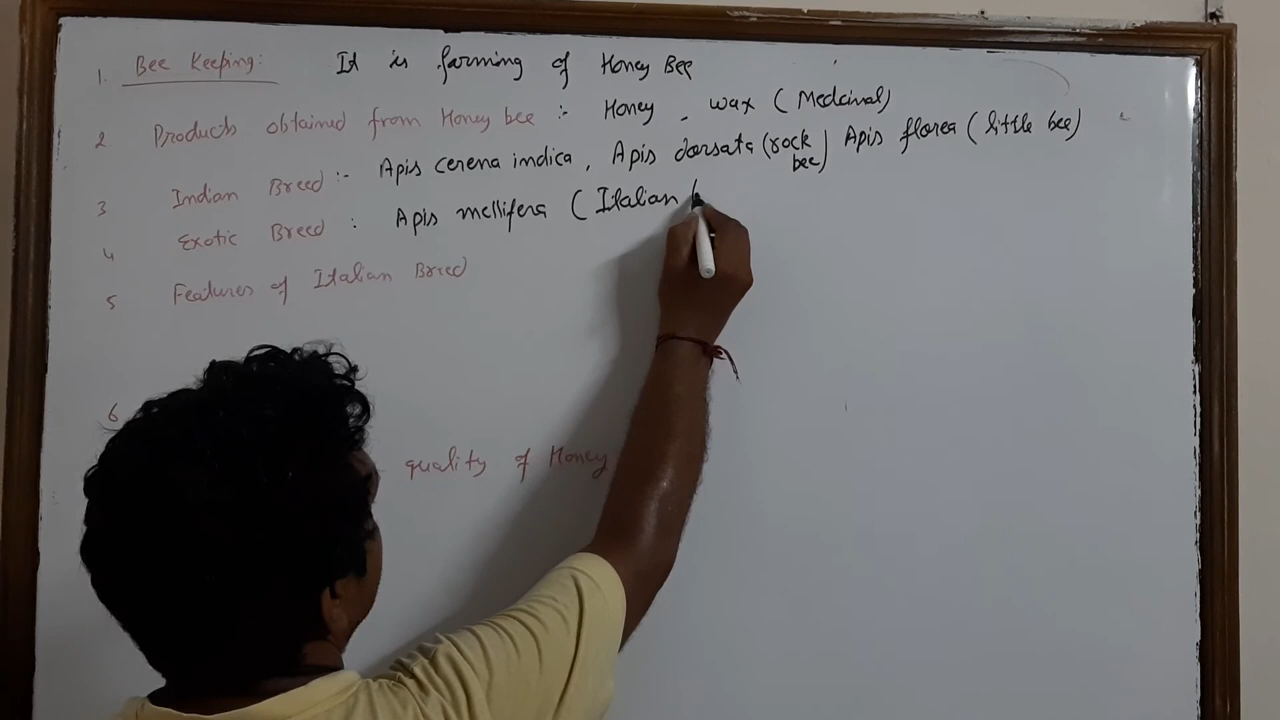 1. Bee Keeping: It is farming of Honey Bee
2 Products obtained from Honey bee :- Honey - wax (Medcinal)
3 Indian Breed :- Apis cerena indica, Apis dorsata (rock bee) Apis florea (little bee)
4 Exotic Breed : Apis mellifera (Italian
5 Features of Italian Breed
6
quality of Honey